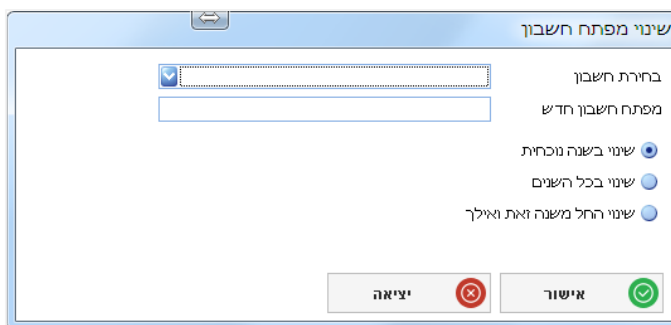 שינוי מפתח חשבון
בחירת חשבון
מפתח חשבון חדש
שינוי בשנה נוכחית
שינוי בכל השנים
שינוי החל משנה זאת ואילך
אישור
יציאה